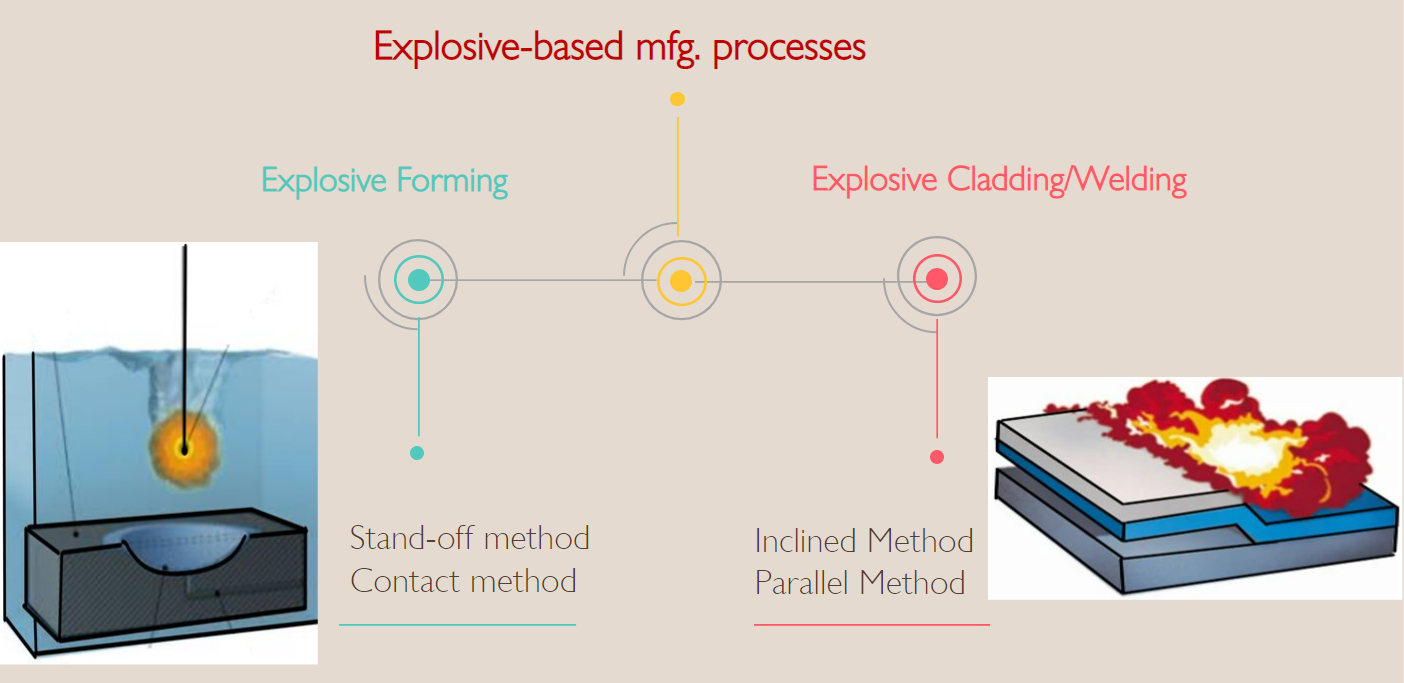 Explosive-based mfg. processes
Explosive Forming
Explosive Cladding/Welding
Stand-off method
Contact method
Inclined Method
Parallel Method